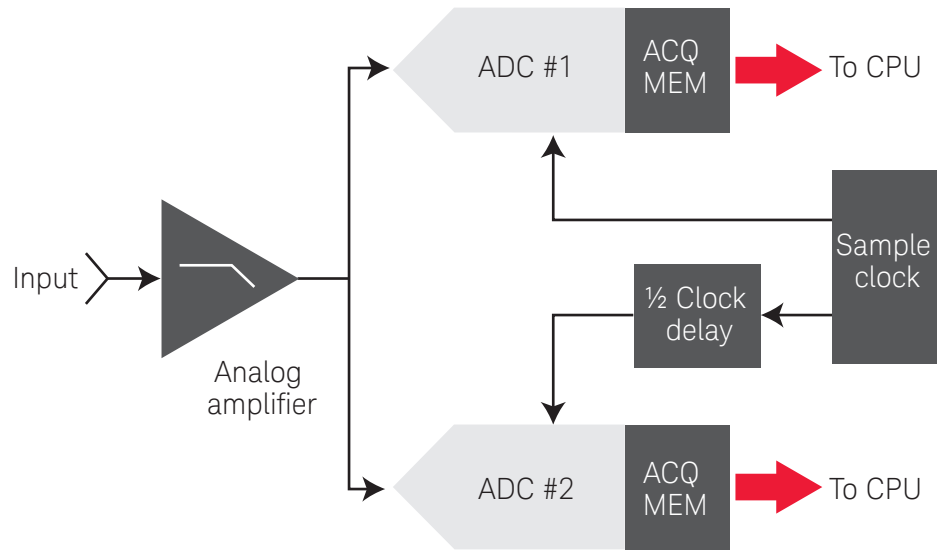 ADC #1
ACQ
MEM
To CPU
Input
Analog
amplifier
Sample
clock
½ Clock
delay
ADC #2
ACQ
MEM
To CPU